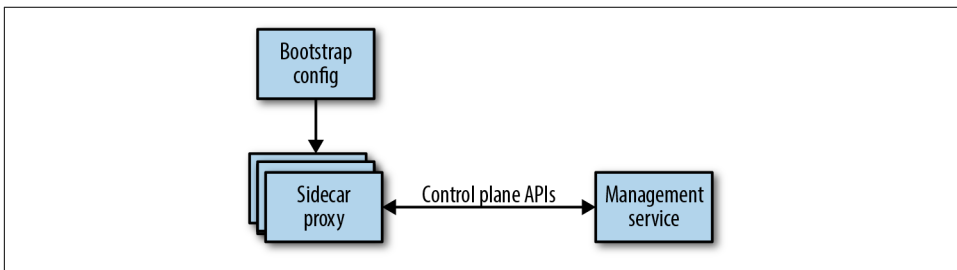 Bootstrap
config
Sidecar
proxy
Control plane APIs
Management
service